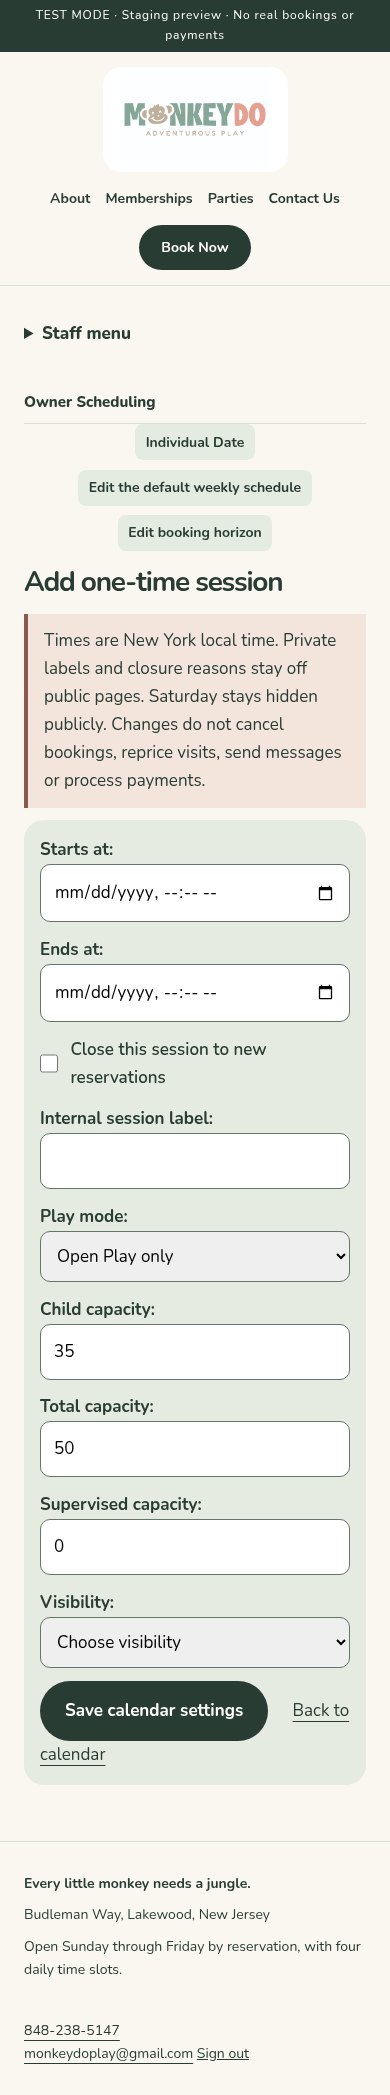 TEST MODE · Staging preview · No real bookings or
payments
MONKEYDO
ADVENTUROUS PLAY
About Memberships Parties Contact Us
Book Now
Staff menu
Owner Scheduling
Individual Date
Edit the default weekly schedule
Edit booking horizon
Add one-time session
Times are New York local time. Private
labels and closure reasons stay off
public pages. Saturday stays hidden
publicly. Changes do not cancel
bookings, reprice visits, send messages
or process payments.
Starts at:
mm/dd/yyyy, --:-- --
Ends at:
mm/dd/yyyy, --:-- --
Close this session to new
reservations
Internal session label:
Play mode:
Open Play only
Child capacity:
35
Total capacity:
50
Supervised capacity:
0
Visibility:
Choose visibility
Save calendar settings Back to
calendar
Every little monkey needs a jungle.
Budleman Way, Lakewood, New Jersey
Open Sunday through Friday by reservation, with four
daily time slots.
848-238-5147
monkeydoplay@gmail.com Sign out